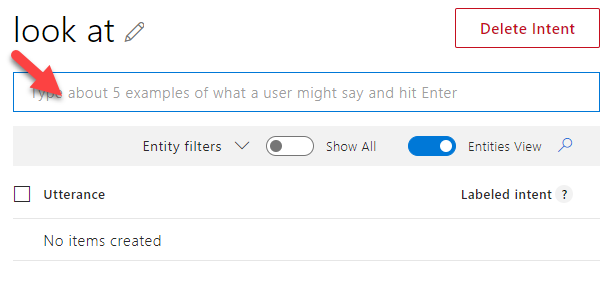 look at
Delete Intent
Type about 5 examples of what a user might say and hit Enter
Entity filters Show All Entities View
Utterance Labeled intent ?
No items created